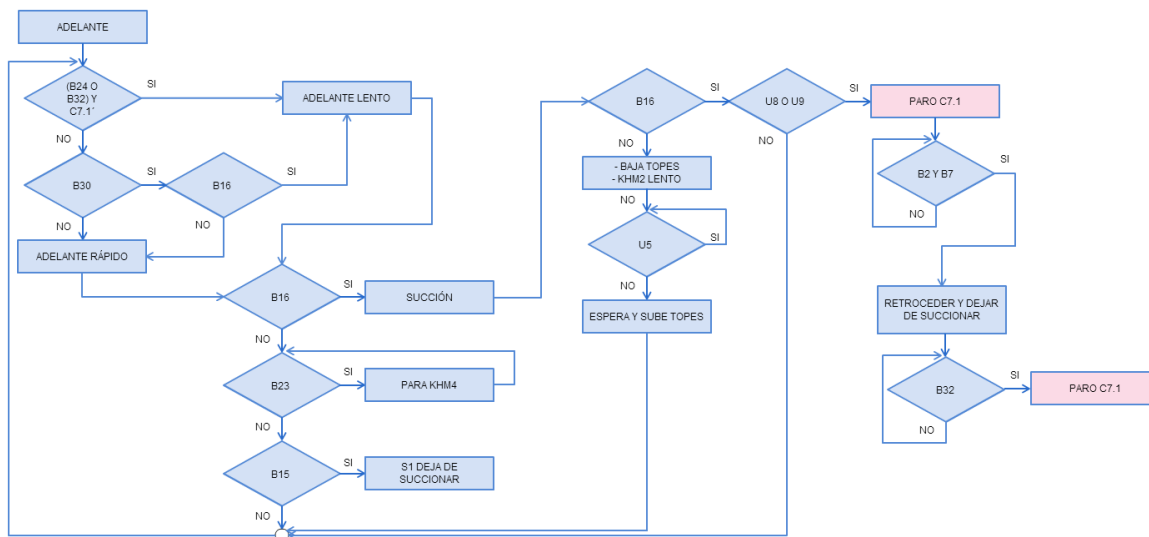 ADELANTE
(B24 O
B32) Y
C7.1´
SI
NO
ADELANTE LENTO
B30
SI
NO
B16
SI
NO
ADELANTE RÁPIDO
B16
SI
NO
SUCCIÓN
B23
SI
NO
PARA KHM4
B15
SI
NO
S1 DEJA DE
SUCCIONAR
B16
SI
NO
- BAJA TOPES
- KHM2 LENTO
U5
SI
NO
ESPERA Y SUBE TOPES
U8 O U9
SI
NO
PARO C7.1
B2 Y B7
SI
NO
RETROCEDER Y DEJAR
DE SUCCIONAR
B32
SI
NO
PARO C7.1